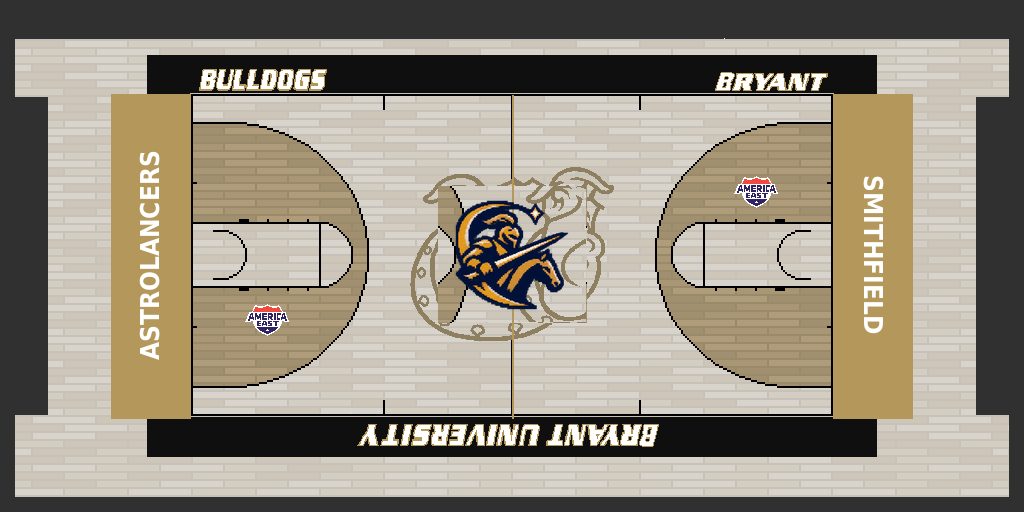 BULLDOGS
BRYANT
ASTROLANCERS
SMITHFIELD
AMERICA
EAST
AMERICA
EAST
BRYANT UNIVERSITY